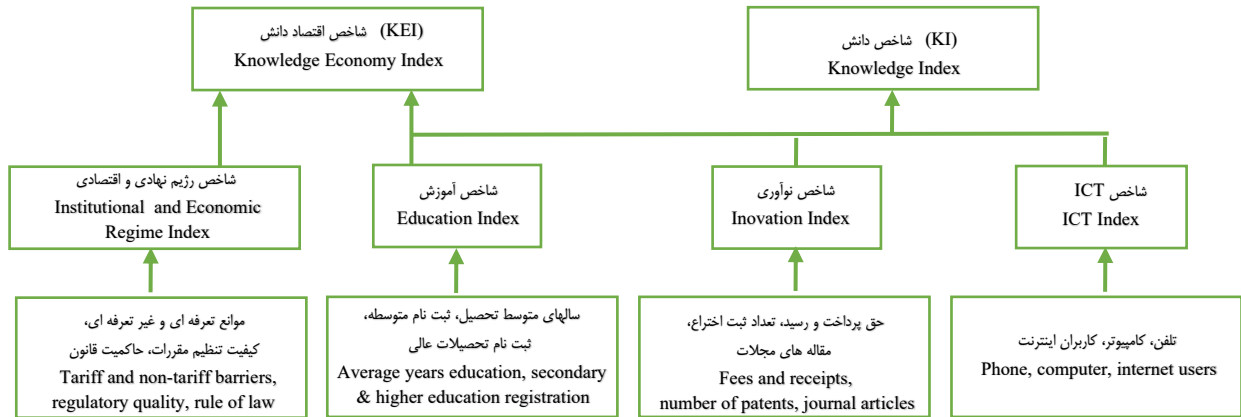 شاخص اقتصاد دانش (KEI)
Knowledge Economy Index
شاخص دانش (KI)
Knowledge Index
شاخص رژیم نهادی و اقتصادی
Institutional and Economic
Regime Index
شاخص آموزش
Education Index
شاخص نوآوری
Inovation Index
شاخص ICT
ICT Index
موانع تعرفه ای و غیر تعرفه ای،
کیفیت تنظیم مقررات، حاکمیت قانون
Tariff and non-tariff barriers,
regulatory quality, rule of law
سالهای متوسط تحصیل، ثبت نام متوسطه،
ثبت نام تحصیلات عالی
Average years education, secondary
& higher education registration
حق پرداخت و رسید، تعداد ثبت اختراع،
مقاله های مجلات
Fees and receipts,
number of patents, journal articles
تلفن، کامپیوتر، کاربران اینترنت
Phone, computer, internet users